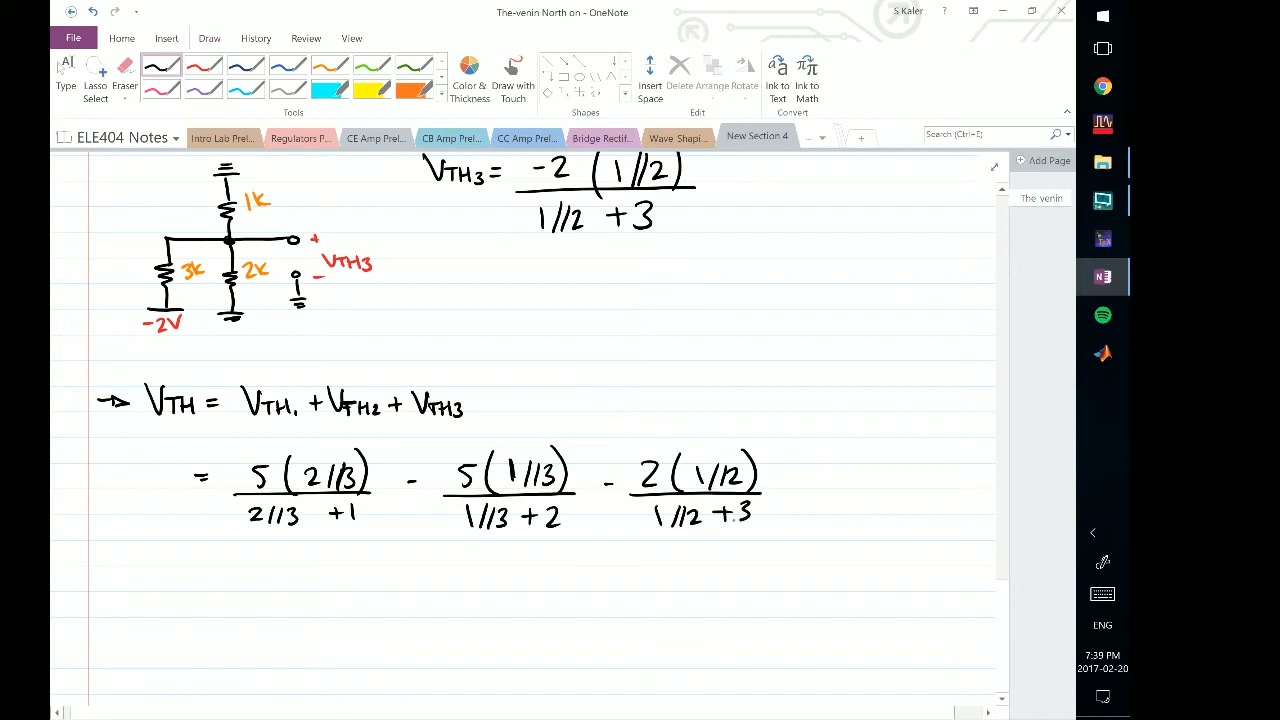 The-venin North on - OneNote
S Kaler
?
File
Home
Insert
Draw
History
Review
View
Type
Lasso Select
Eraser
Color & Thickness
Draw with Touch
Insert Space
Delete
Arrange
Rotate
Ink to Text
Ink to Math
Tools
Shapes
Edit
Convert
ELE404 Notes
Intro Lab Prel...
Regulators P...
CE Amp Prel...
CB Amp Prel...
CC Amp Prel...
Bridge Rectif...
Wave Shapi...
New Section 4
...
Search (Ctrl+E)
Add Page
The venin
1K
+
3K
2K
VTH3
-
-2V
VTH3 = -2 (1//2)
1//2 + 3
→ VTH = VTH1 + VTH2 + VTH3
= 5 (2//3) - 5 (1//3) - 2 (1//2)
2//3 + 1 1//3 + 2 1//2 + 3
ENG
7:39 PM
2017-02-20